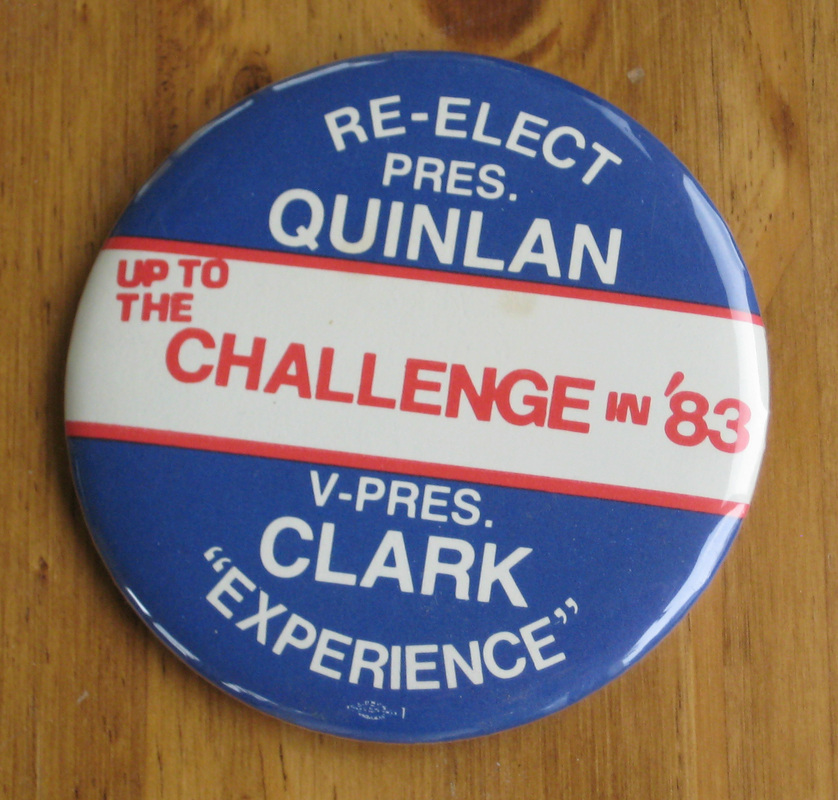 RE-ELECT
PRES.
QUINLAN
UP TO
THE
CHALLENGE IN '83
V-PRES.
CLARK
“EXPERIENCE”